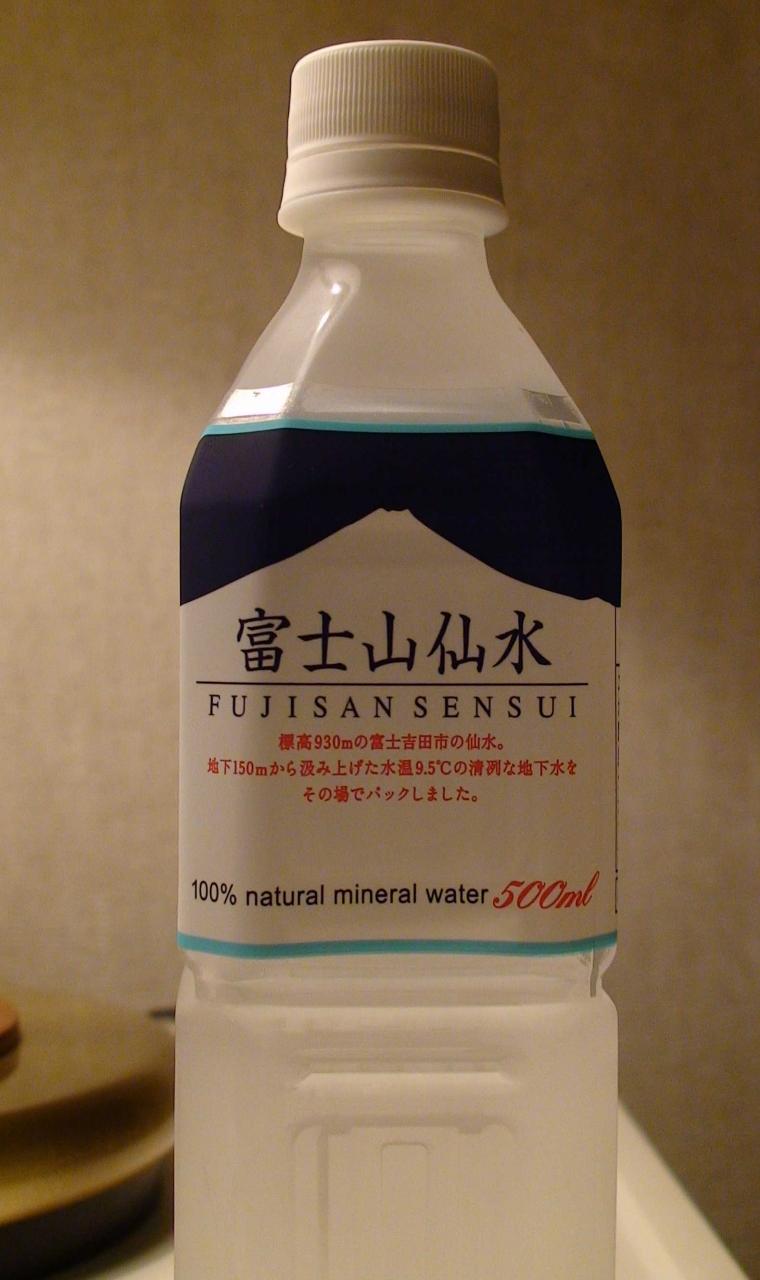 富士山仙水
FUJISAN SENSUI
標高930mの富士吉田市の仙水。
地下150mから汲み上げた水温9.5℃の清冽な地下水を
その場でパックしました。
100% natural mineral water 500ml